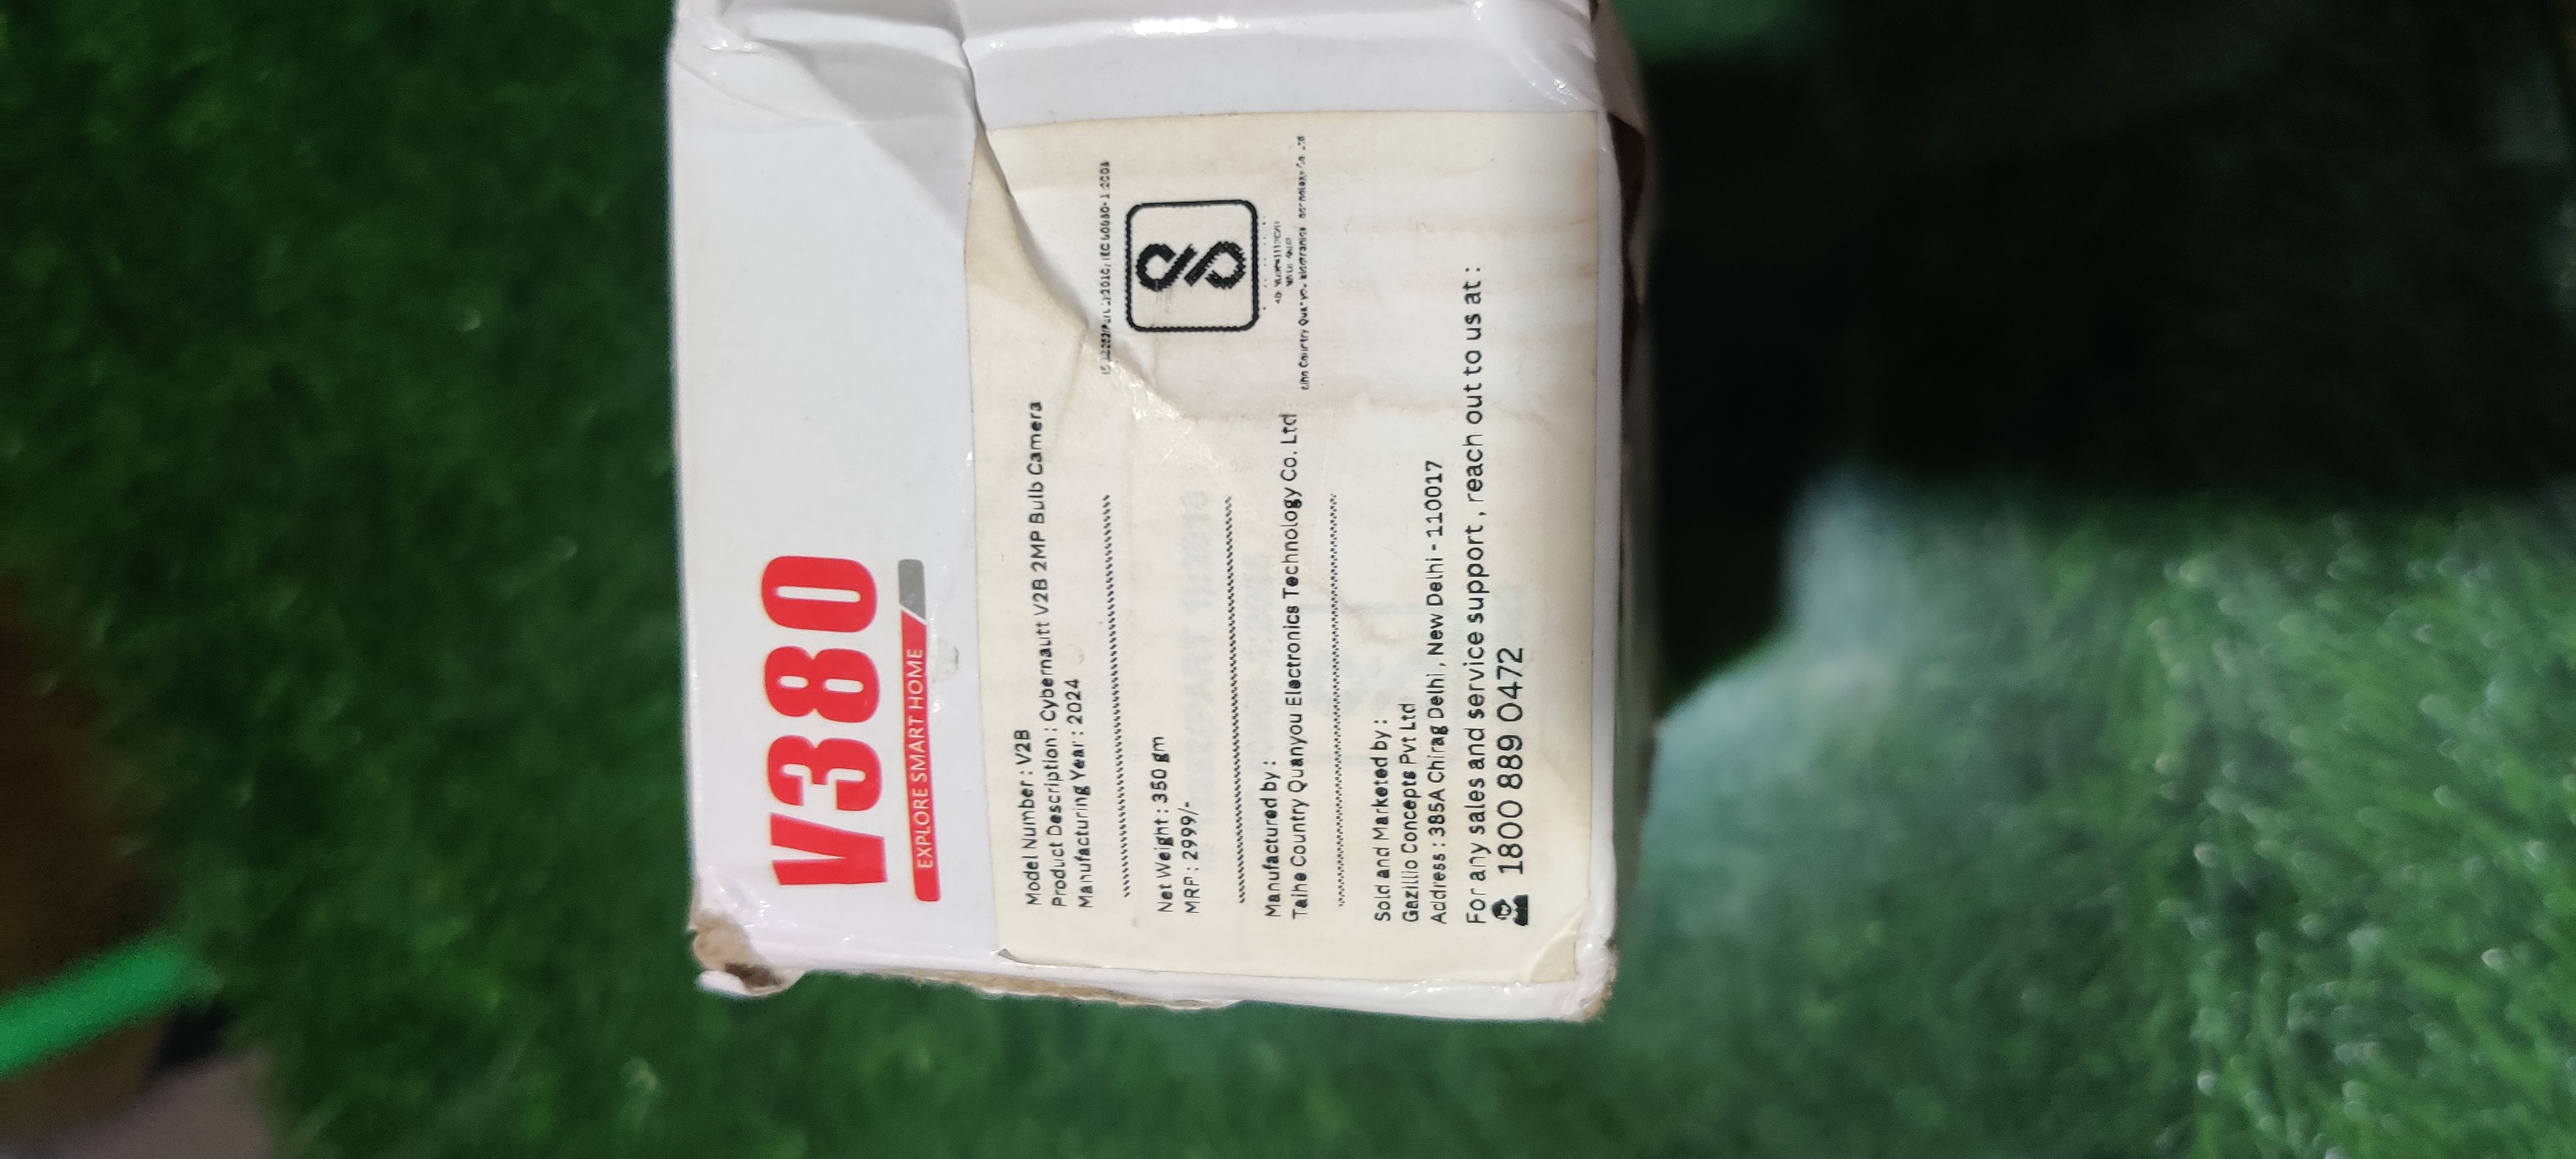 V380
EXPLORE SMART HOME
Model Number : V2B
Product Description : Cybernautt V2B 2MP Bulb Camera
Manufacturing Year : 2024
Net Weight : 350 gm
MRP : 2999/-
Manufactured by :
Taihe Country Quanyou Electronics Technology Co. Ltd
Sold and Marketed by :
Gazillio Concepts Pvt Ltd
Address : 385A Chirag Delhi , New Delhi - 110017
For any sales and service support , reach out to us at :
1800 889 0472